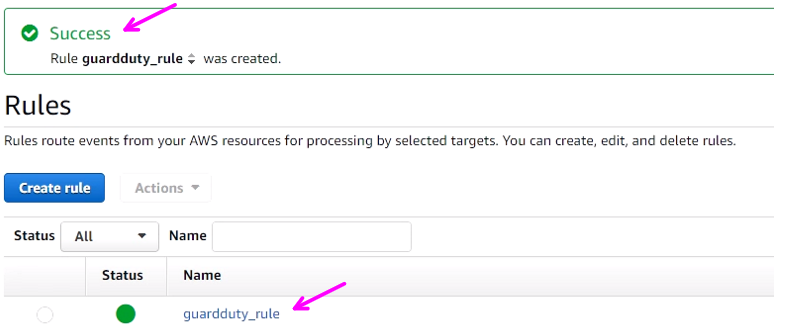 Success
Rule guardduty_rule was created.
Rules
Rules route events from your AWS resources for processing by selected targets. You can create, edit, and delete rules.
Create rule Actions
Status All Name
Status Name
guardduty_rule